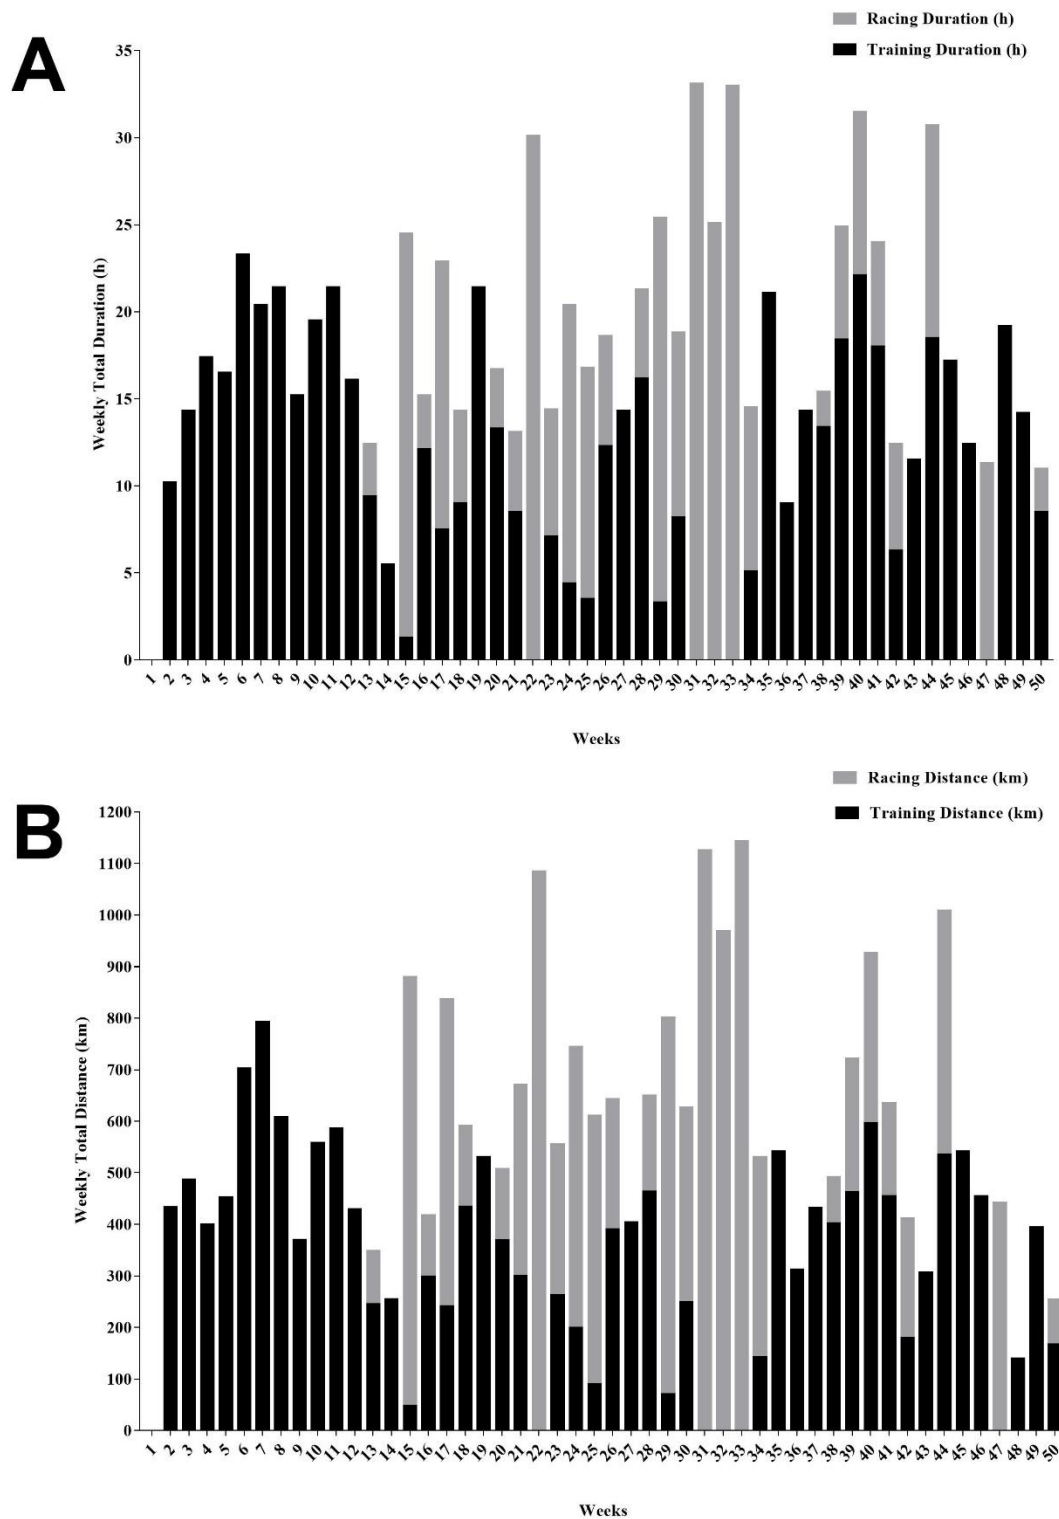 A
Racing Duration (h)
Training Duration (h)
Weekly Total Duration (h)
35
30
25
20
15
10
5
0
1 2 3 4 5 6 7 8 9 10 11 12 13 14 15 16 17 18 19 20 21 22 23 24 25 26 27 28 29 30 31 32 33 34 35 36 37 38 39 40 41 42 43 44 45 46 47 48 49 50
Weeks
B
Racing Distance (km)
Training Distance (km)
Weekly Total Distance (km)
1200
1100
1000
900
800
700
600
500
400
300
200
100
0
1 2 3 4 5 6 7 8 9 10 11 12 13 14 15 16 17 18 19 20 21 22 23 24 25 26 27 28 29 30 31 32 33 34 35 36 37 38 39 40 41 42 43 44 45 46 47 48 49 50
Weeks